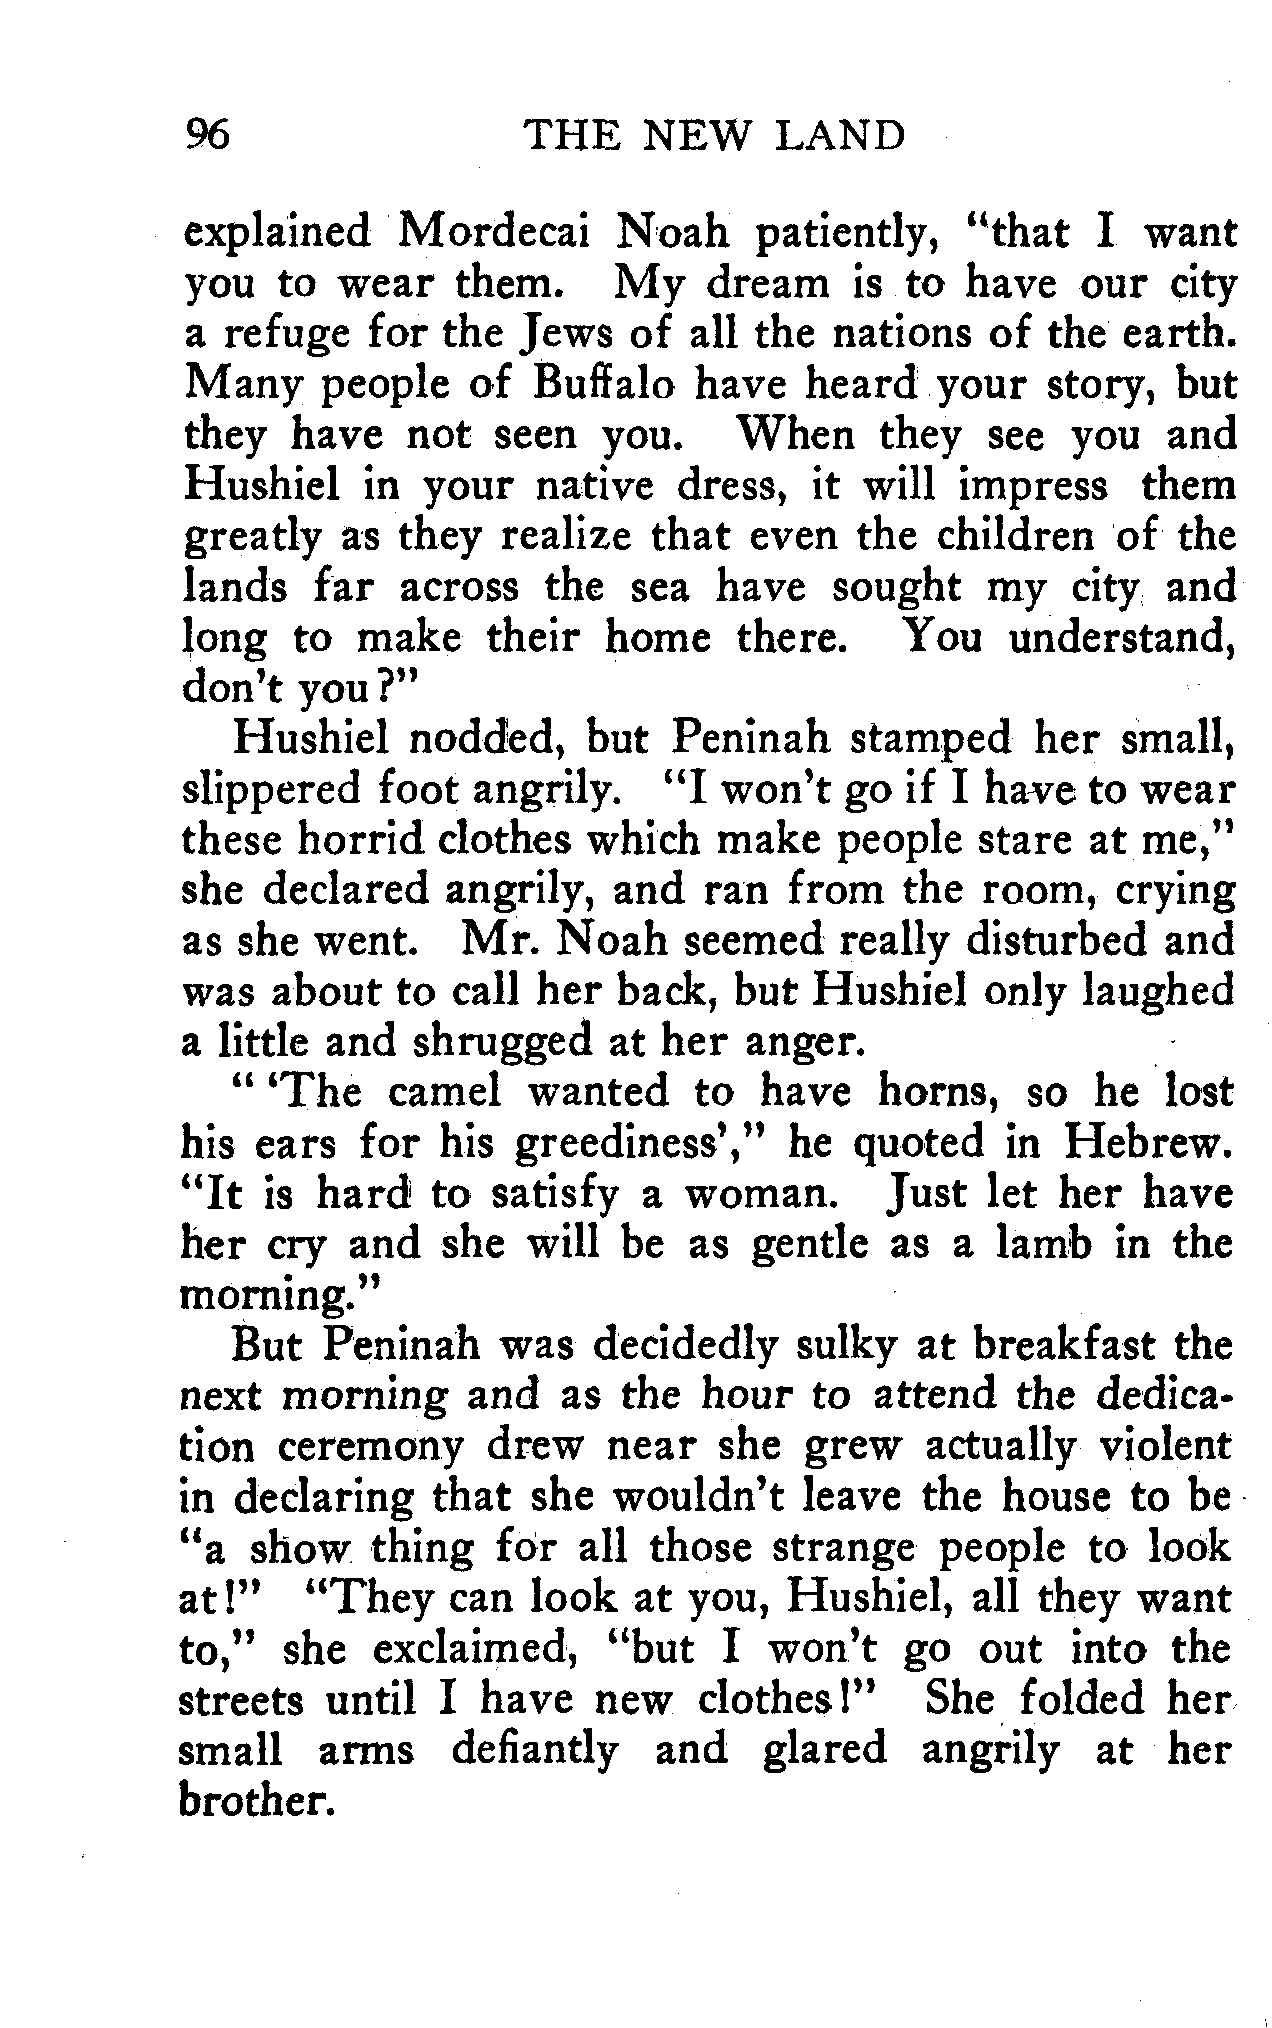 96 THE NEW LAND
explained Mordecai Noah patiently, “that I want
you to wear them. My dream is to have our city
a refuge for the Jews of all the nations of the earth.
Many people of Buffalo have heard your story, but
they have not seen you. When they see you and
Hushiel in your native dress, it will impress them
greatly as they realize that even the children of the
lands far across the sea have sought my city and
long to make their home there. You understand,
don't you?”
Hushiel nodded, but Peninah stamped her small,
slippered foot angrily. “I won't go if I have to wear
these horrid clothes which make people stare at me,”
she declared angrily, and ran from the room, crying
as she went. Mr. Noah seemed really disturbed and
was about to call her back, but Hushiel only laughed
a little and shrugged at her anger.
“ ‘The camel wanted to have horns, so he lost
his ears for his greediness’,” he quoted in Hebrew.
“It is hard to satisfy a woman. Just let her have
her cry and she will be as gentle as a lamb in the
morning.”
But Peninah was decidedly sulky at breakfast the
next morning and as the hour to attend the dedica-
tion ceremony drew near she grew actually violent
in declaring that she wouldn't leave the house to be
“a show thing for all those strange people to look
at!” “They can look at you, Hushiel, all they want
to,” she exclaimed, “but I won't go out into the
streets until I have new clothes!” She folded her
small arms defiantly and glared angrily at her
brother.